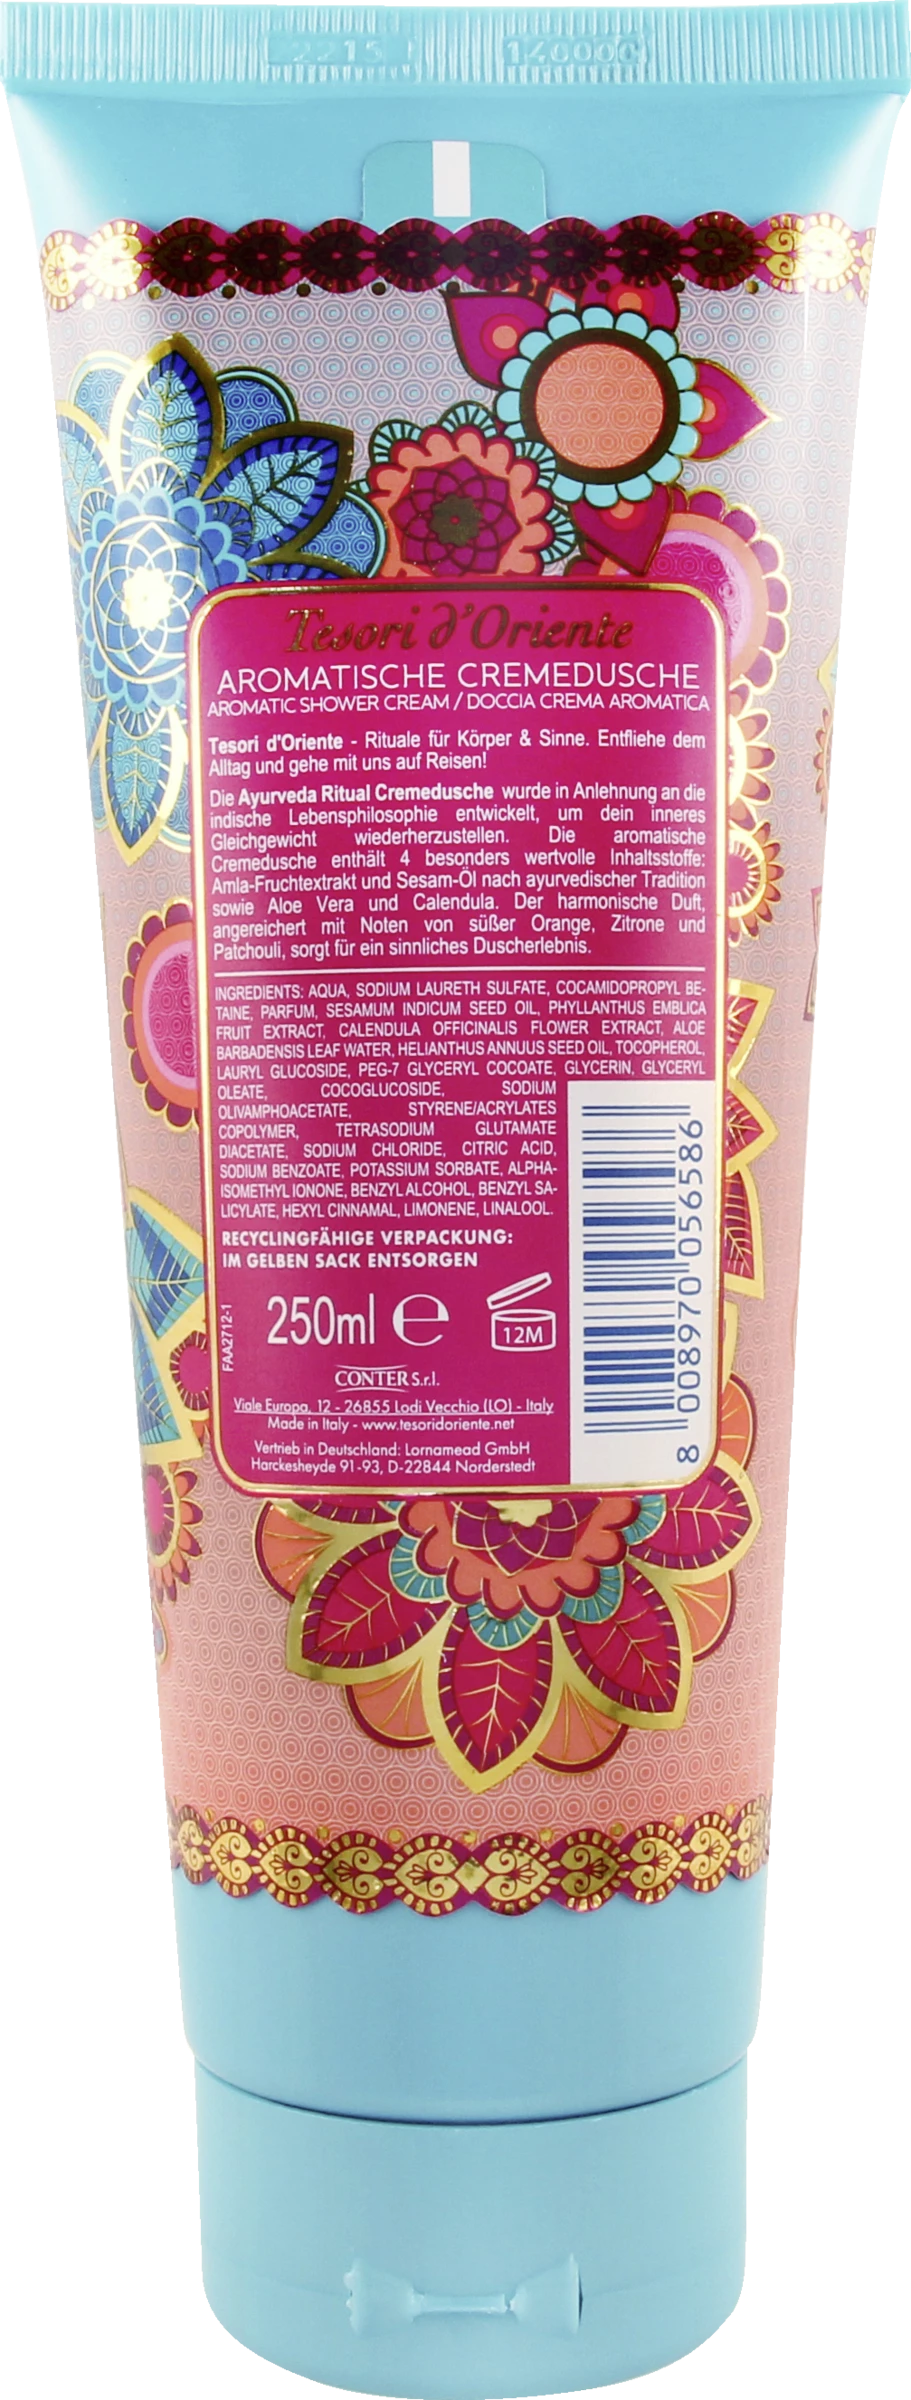 2215 140000
Tesori d'Oriente
AROMATISCHE CREMEDUSCHE
AROMATIC SHOWER CREAM / DOCCIA CREMA AROMATICA
Tesori d'Oriente - Rituale für Körper & Sinne. Entfliehe dem
Alltag und gehe mit uns auf Reisen!
Die Ayurveda Ritual Cremedusche wurde in Anlehnung an die
indische Lebensphilosophie entwickelt, um dein inneres
Gleichgewicht wiederherzustellen. Die aromatische
Cremedusche enthält 4 besonders wertvolle Inhaltsstoffe:
Amla-Fruchtextrakt und Sesam-Öl nach ayurvedischer Tradition
sowie Aloe Vera und Calendula. Der harmonische Duft,
angereichert mit Noten von süßer Orange, Zitrone und
Patchouli, sorgt für ein sinnliches Duscherlebnis.
INGREDIENTS: AQUA, SODIUM LAURETH SULFATE, COCAMIDOPROPYL BE-
TAINE, PARFUM, SESAMUM INDICUM SEED OIL, PHYLLANTHUS EMBLICA
FRUIT EXTRACT, CALENDULA OFFICINALIS FLOWER EXTRACT, ALOE
BARBADENSIS LEAF WATER, HELIANTHUS ANNUUS SEED OIL, TOCOPHEROL,
LAURYL GLUCOSIDE, PEG-7 GLYCERYL COCOATE, GLYCERIN, GLYCERYL
OLEATE, COCOGLUCOSIDE, SODIUM
OLIVAMPHOACETATE, STYRENE/ACRYLATES
COPOLYMER, TETRASODIUM GLUTAMATE
DIACETATE, SODIUM CHLORIDE, CITRIC ACID,
SODIUM BENZOATE, POTASSIUM SORBATE, ALPHA-
ISOMETHYL IONONE, BENZYL ALCOHOL, BENZYL SA-
LICYLATE, HEXYL CINNAMAL, LIMONENE, LINALOOL.
RECYCLINGFÄHIGE VERPACKUNG:
IM GELBEN SACK ENTSORGEN
FAA2712-1
250ml e
12M
CONTER S.r.l.
Viale Europa, 12 - 26855 Lodi Vecchio (LO) - Italy
Made in Italy - www.tesoridoriente.net
Vertrieb in Deutschland: Lornamead GmbH
Harckesheyde 91-93, D-22844 Norderstedt
8 008970 056586